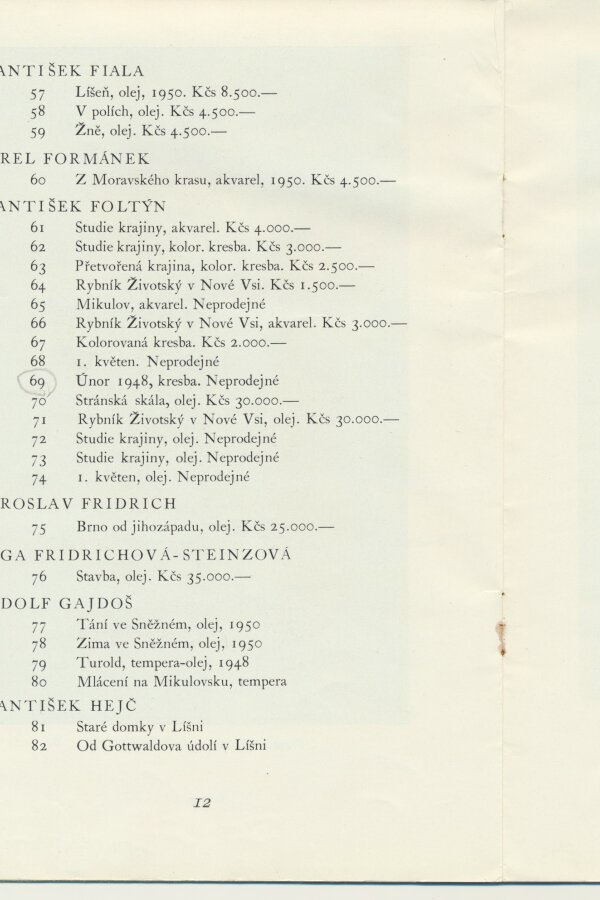 ANTIŠEK FIALA
57 Líšeň, olej, 1950. Kčs 8.500.—
58 V polích, olej. Kčs 4.500.—
59 Žně, olej. Kčs 4.500.—
REL FORMÁNEK
60 Z Moravského krasu, akvarel, 1950. Kčs 4.500.—
ANTIŠEK FOLTÝN
61 Studie krajiny, akvarel. Kčs 4.000.—
62 Studie krajiny, kolor. kresba. Kčs 3.000.—
63 Přetvořená krajina, kolor. kresba. Kčs 2.500.—
64 Rybník Životský v Nové Vsi. Kčs 1.500.—
65 Mikulov, akvarel. Neprodejné
66 Rybník Životský v Nové Vsi, akvarel. Kčs 3.000.—
67 Kolorovaná kresba. Kčs 2.000.—
68 1. květen. Neprodejné
69 Únor 1948, kresba. Neprodejné
70 Stránská skála, olej. Kčs 30.000.—
71 Rybník Životský v Nové Vsi, olej. Kčs 30.000.—
72 Studie krajiny, olej. Neprodejné
73 Studie krajiny, olej. Neprodejné
74 1. květen, olej. Neprodejné
ROSLAV FRIDRICH
75 Brno od jihozápadu, olej. Kčs 25.000.—
GA FRIDRICHOVÁ-STEINZOVÁ
76 Stavba, olej. Kčs 35.000.—
DOLF GAJDOŠ
77 Tání ve Sněžném, olej, 1950
78 Zima ve Sněžném, olej, 1950
79 Turold, tempera-olej, 1948
80 Mlácení na Mikulovsku, tempera
ANTIŠEK HEJČ
81 Staré domky v Líšni
82 Od Gottwaldova údolí v Líšni
12